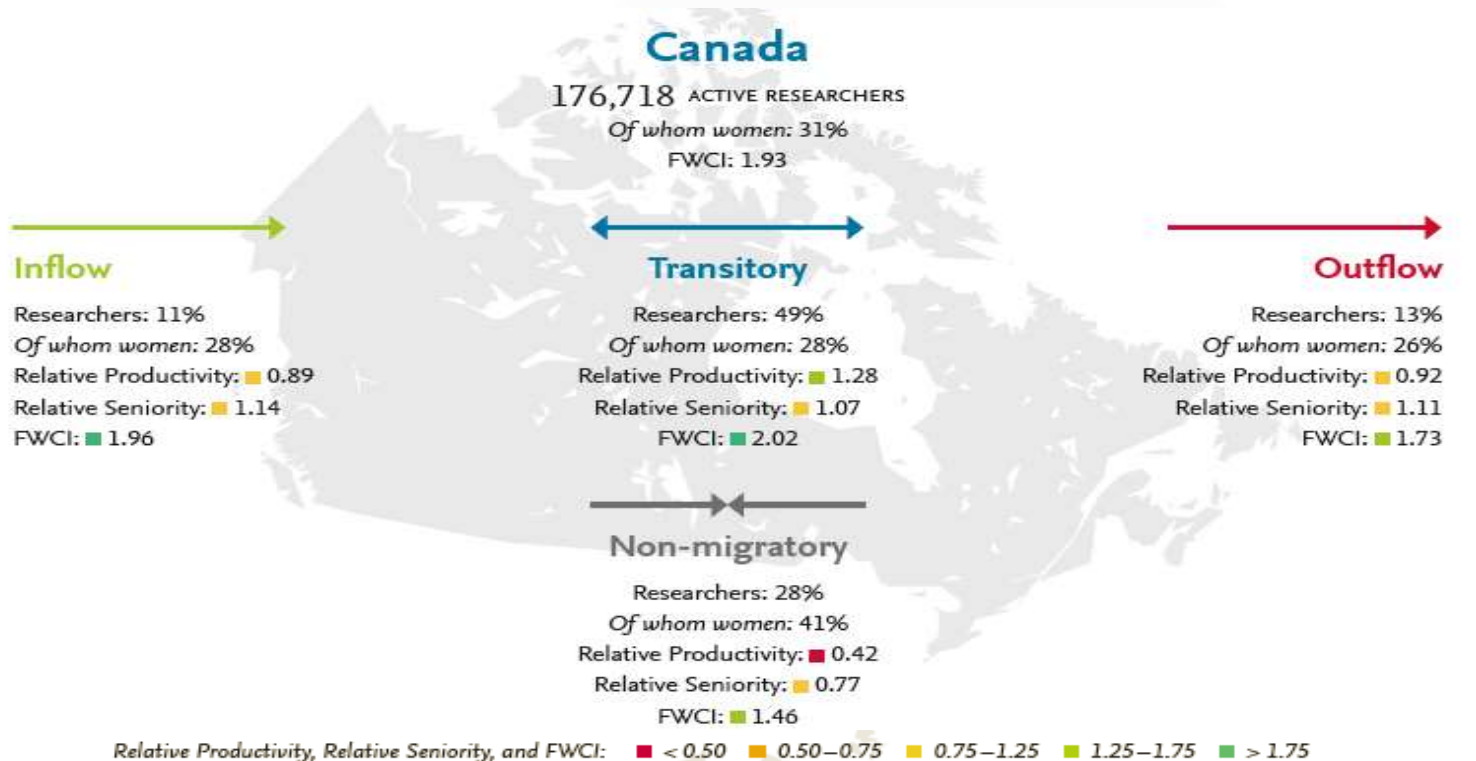 Canada
176,718 ACTIVE RESEARCHERS
Of whom women: 31%
FWCI: 1.93
Inflow
Researchers: 11%
Of whom women: 28%
Relative Productivity: 0.89
Relative Seniority: 1.14
FWCI: 1.96
Transitory
Researchers: 49%
Of whom women: 28%
Relative Productivity: 1.28
Relative Seniority: 1.07
FWCI: 2.02
Outflow
Researchers: 13%
Of whom women: 26%
Relative Productivity: 0.92
Relative Seniority: 1.11
FWCI: 1.73
Non-migratory
Researchers: 28%
Of whom women: 41%
Relative Productivity: 0.42
Relative Seniority: 0.77
FWCI: 1.46
Relative Productivity, Relative Seniority, and FWCI: < 0.50 0.50–0.75 0.75–1.25 1.25–1.75 > 1.75